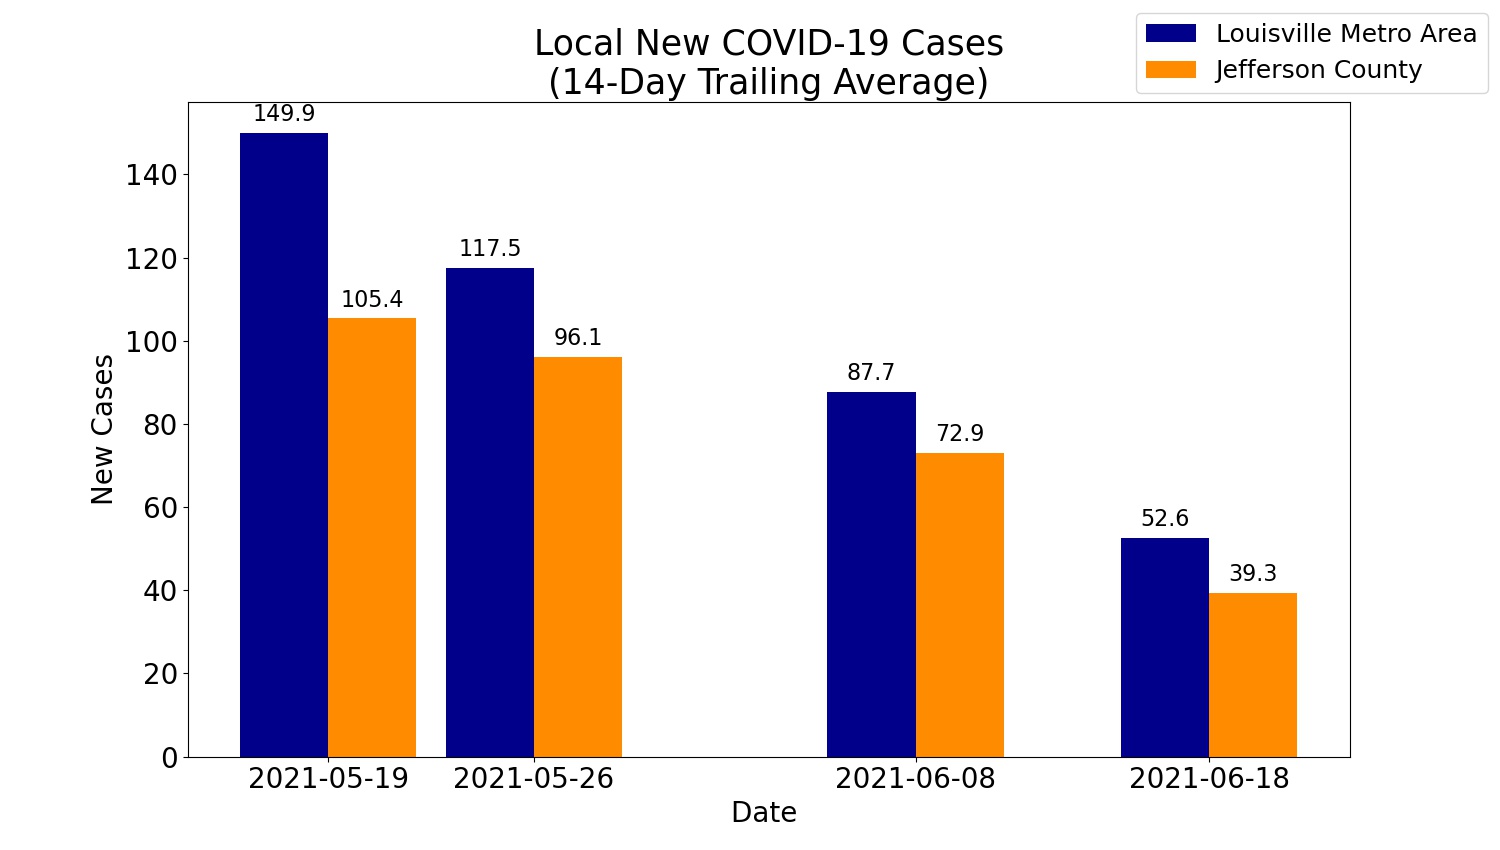 Local New COVID-19 Cases
(14-Day Trailing Average)
Louisville Metro Area
Jefferson County
New Cases
140
120
100
80
60
40
20
0
149.9
105.4
117.5
96.1
87.7
72.9
52.6
39.3
2021-05-19 2021-05-26 2021-06-08 2021-06-18
Date